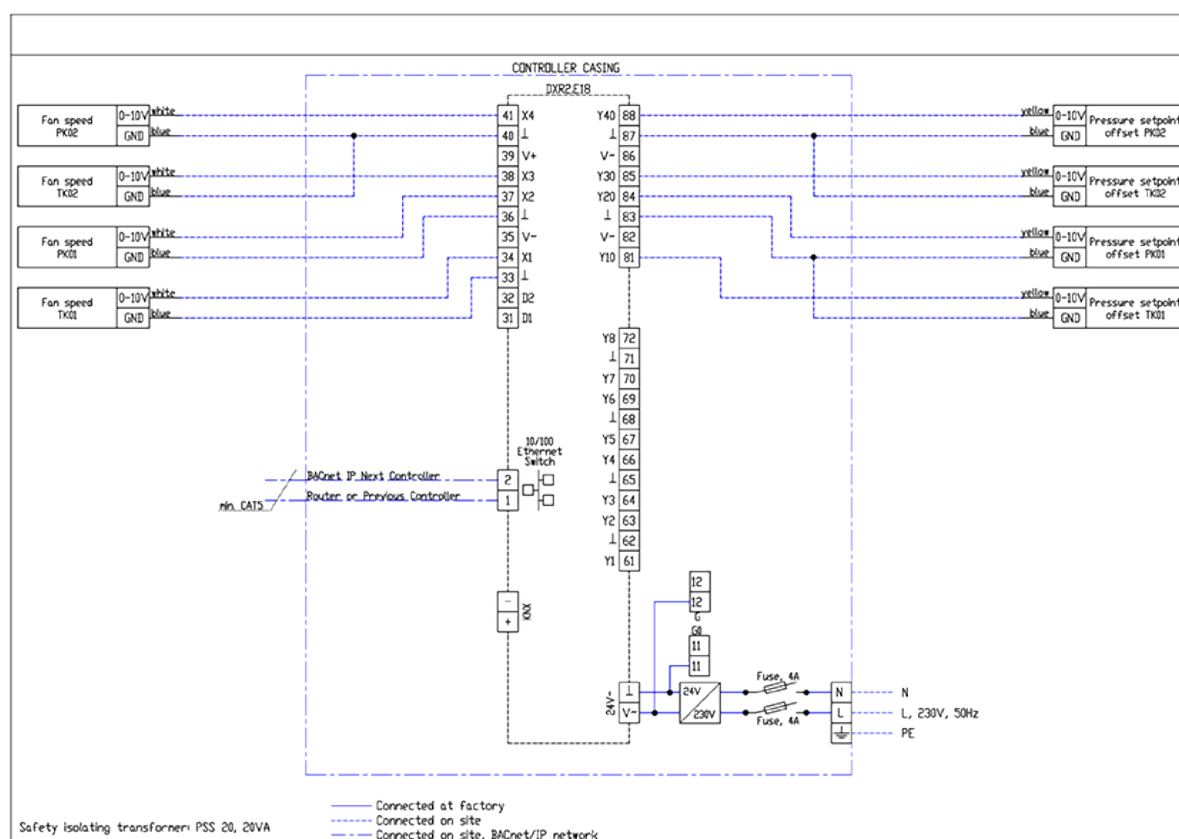 CONTROLLER CASING
DXR2.E18
Fan speed
PK02
0-10V white
GND blue
Fan speed
TK02
0-10V white
GND blue
Fan speed
PK01
0-10V white
GND blue
Fan speed
TK01
0-10V white
GND blue
41 X4
40 ⊥
39 V+
38 X3
37 X2
36 ⊥
35 V~
34 X1
33 ⊥
32 D2
31 D1
Y40 88
⊥ 87
V~ 86
Y30 85
Y20 84
⊥ 83
V~ 82
Y10 81
yellow 0-10V
blue GND
Pressure setpoint
offset PK02
yellow 0-10V
blue GND
Pressure setpoint
offset TK02
yellow 0-10V
blue GND
Pressure setpoint
offset PK01
yellow 0-10V
blue GND
Pressure setpoint
offset TK01
Y8 72
⊥ 71
Y7 70
Y6 69
⊥ 68
Y5 67
Y4 66
⊥ 65
Y3 64
Y2 63
⊥ 62
Y1 61
10/100
Ethernet
Switch
BACnet IP Next Controller
2
Router or Previous Controller
1
min. CAT5
−
+
KNX
12
12
G
G0
11
11
24V~
⊥
V~
24V
230V
Fuse, 4A
Fuse, 4A
N N
L L, 230V, 50Hz
PE
Connected at factory
Connected on site
Connected on site, BACnet/IP network
Safety isolating transformer: PSS 20, 20VA